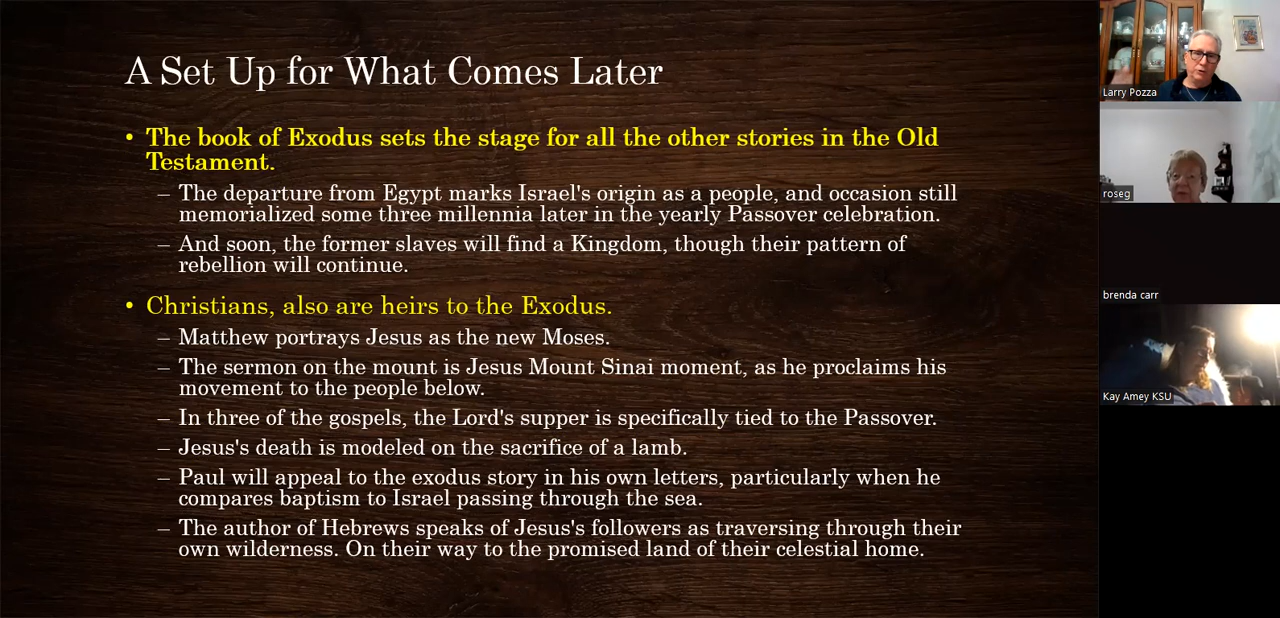 A Set Up for What Comes Later
• The book of Exodus sets the stage for all the other stories in the Old
Testament.
– The departure from Egypt marks Israel's origin as a people, and occasion still
memorialized some three millennia later in the yearly Passover celebration.
– And soon, the former slaves will find a Kingdom, though their pattern of
rebellion will continue.
• Christians, also are heirs to the Exodus.
– Matthew portrays Jesus as the new Moses.
– The sermon on the mount is Jesus Mount Sinai moment, as he proclaims his
movement to the people below.
– In three of the gospels, the Lord's supper is specifically tied to the Passover.
– Jesus's death is modeled on the sacrifice of a lamb.
– Paul will appeal to the exodus story in his own letters, particularly when he
compares baptism to Israel passing through the sea.
– The author of Hebrews speaks of Jesus's followers as traversing through their
own wilderness. On their way to the promised land of their celestial home.
Larry Pozza
roseg
brenda carr
Kay Amey KSU